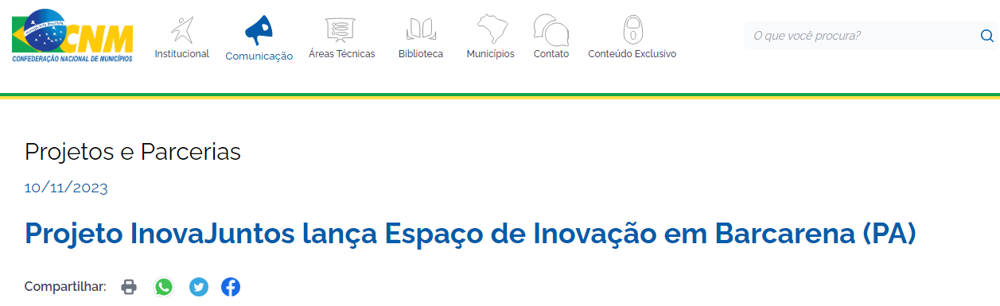 CNM
CONFEDERAÇÃO NACIONAL DE MUNICÍPIOS
Institucional
Comunicação
Áreas Técnicas
Biblioteca
Municípios
Contato
Conteúdo Exclusivo
O que você procura?
Projetos e Parcerias
10/11/2023
Projeto InovaJuntos lança Espaço de Inovação em Barcarena (PA)
Compartilhar: